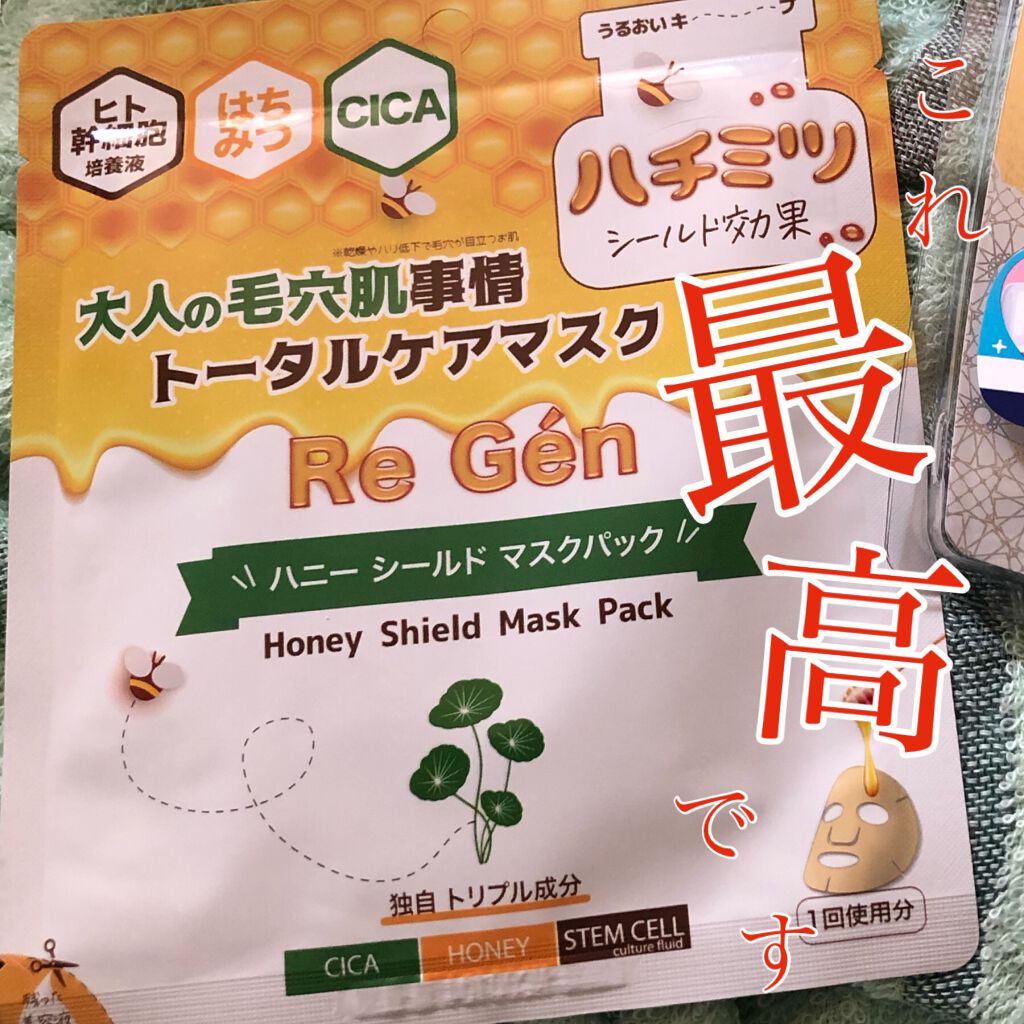 うるおいキープ
ハチミツ
シールド効果
ヒト
幹細胞
培養液
はち
みつ
CICA
※乾燥やハリ低下で毛穴が目立つお肌
大人の毛穴肌事情
トータルケアマスク
Re Gén
ハニー シールド マスクパック
Honey Shield Mask Pack
独自 トリプル成分
CICA
HONEY
STEM CELL
culture fluid
1回使用分
これ
最高
です